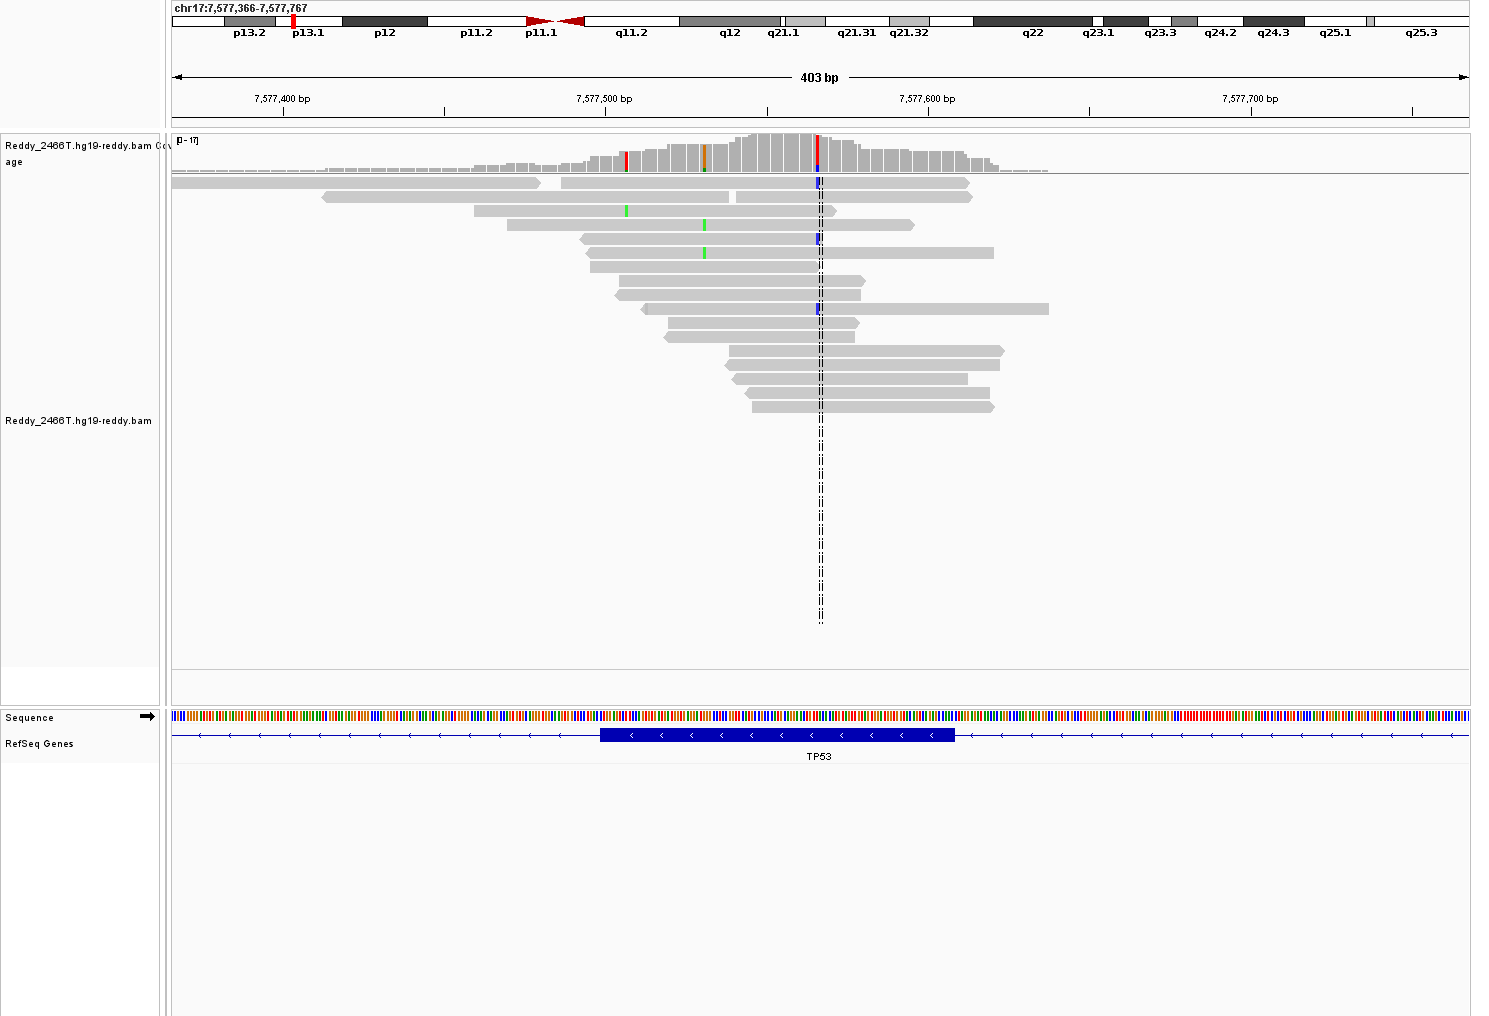 chr17:7,577,366-7,577,767
p13.2 p13.1 p12 p11.2 p11.1 q11.2 q12 q21.1 q21.31 q21.32 q22 q23.1 q23.3 q24.2 q24.3 q25.1 q25.3
403 bp
7,577,400 bp 7,577,500 bp 7,577,600 bp 7,577,700 bp
[0 - 17]
Reddy_2466T.hg19-reddy.bam Cov
age
Reddy_2466T.hg19-reddy.bam
Sequence
RefSeq Genes
TP53